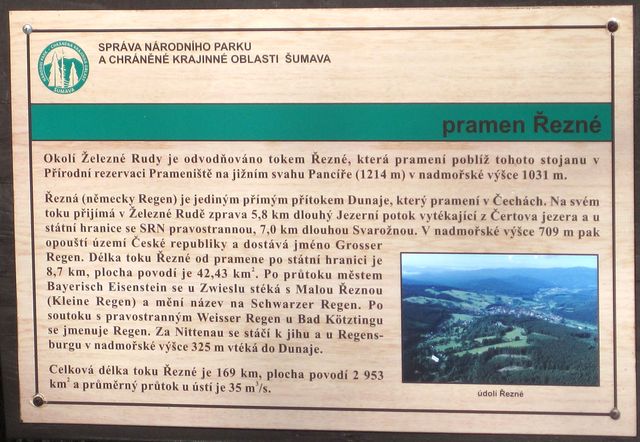 SPRÁVA NÁRODNÍHO PARKU
A CHRÁNĚNÉ KRAJINNÉ OBLASTI ŠUMAVA
ŠUMAVA
pramen Řezné
Okolí Železné Rudy je odvodňováno tokem Řezné, která pramení poblíž tohoto stojanu v
Přírodní rezervaci Prameniště na jižním svahu Pancíře (1214 m) v nadmořské výšce 1031 m.
Řezná (německy Regen) je jediným přímým přítokem Dunaje, který pramení v Čechách. Na svém
toku přijímá v Železné Rudě zprava 5,8 km dlouhý Jezerní potok vytékající z Čertova jezera a u
státní hranice se SRN pravostrannou, 7,0 km dlouhou Svarožnou. V nadmořské výšce 709 m pak
opouští území České republiky a dostává jméno Grosser
Regen. Délka toku Řezné od pramene po státní hranici je
8,7 km, plocha povodí je 42,43 km². Po průtoku městem
Bayerisch Eisenstein se u Zwieslu stéká s Malou Řeznou
(Kleine Regen) a mění název na Schwarzer Regen. Po
soutoku s pravostranným Weisser Regen u Bad Kötztingu
se jmenuje Regen. Za Nittenau se stáčí k jihu a u Regens-
burgu v nadmořské výšce 325 m vtéká do Dunaje.
Celková délka toku Řezné je 169 km, plocha povodí 2 953
km² a průměrný průtok u ústí je 35 m³/s.
údolí Řezné